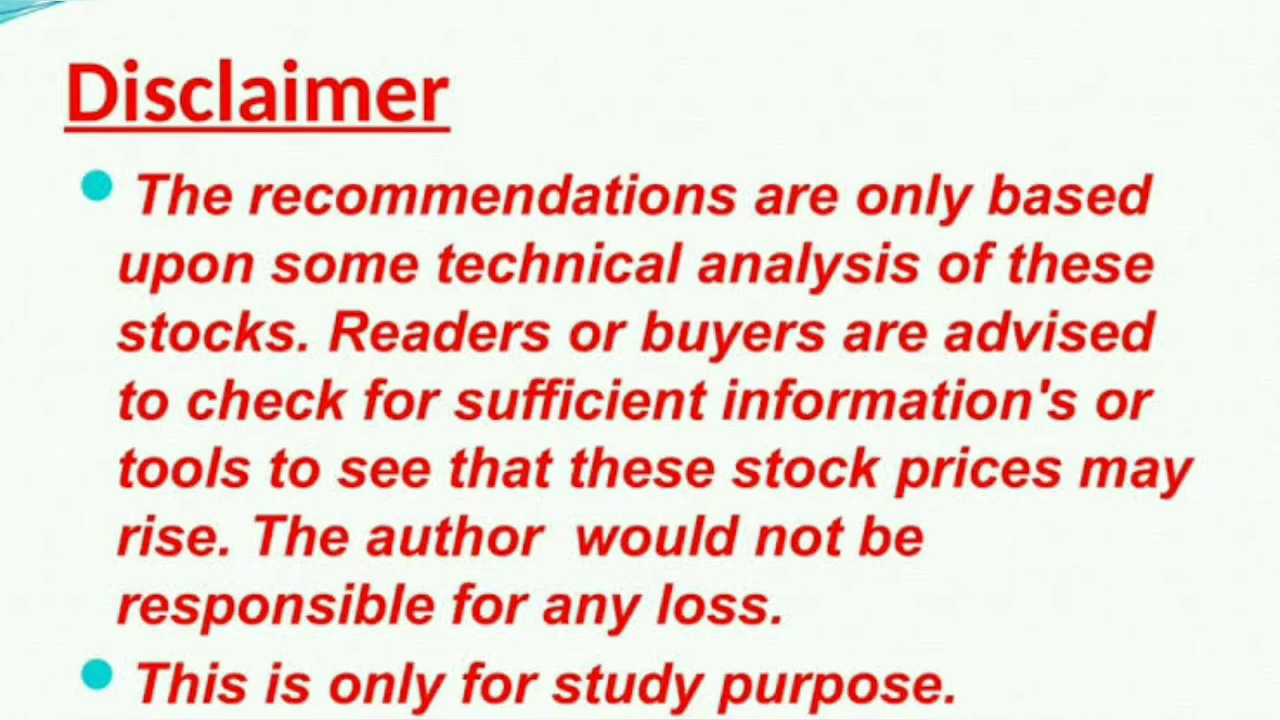 Disclaimer
The recommendations are only based
upon some technical analysis of these
stocks. Readers or buyers are advised
to check for sufficient information's or
tools to see that these stock prices may
rise. The author  would not be
responsible for any loss.
This is only for study purpose.